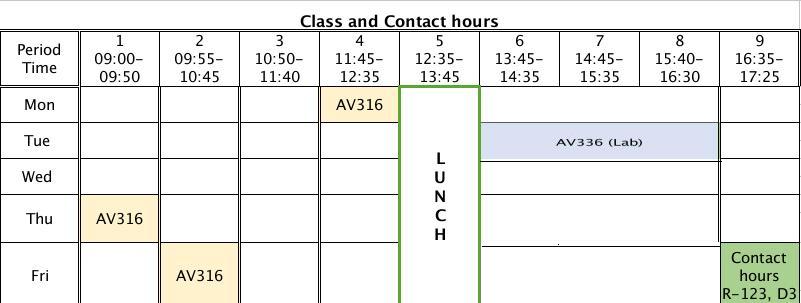 Class and Contact hours
Period Time 1 09:00– 09:50 2 09:55– 10:45 3 10:50– 11:40 4 11:45– 12:35 5 12:35– 13:45 6 13:45– 14:35 7 14:45– 15:35 8 15:40– 16:30 9 16:35– 17:25
Mon AV316
Tue AV336 (Lab)
Wed
Thu AV316
Fri AV316
L
U
N
C
H
Contact
hours
R-123, D3